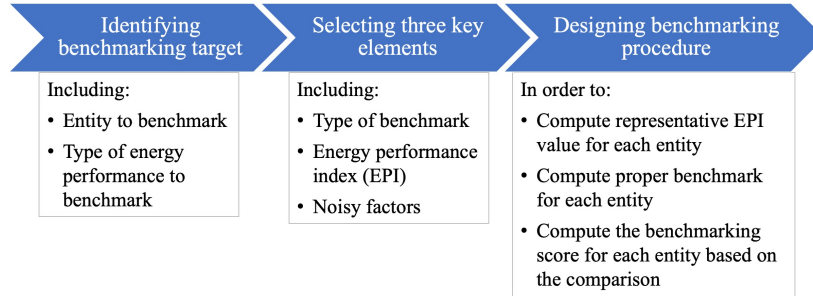 Identifying
benchmarking target
Including:
• Entity to benchmark
• Type of energy
performance to
benchmark
Selecting three key
elements
Including:
• Type of benchmark
• Energy performance
index (EPI)
• Noisy factors
Designing benchmarking
procedure
In order to:
• Compute representative EPI
value for each entity
• Compute proper benchmark
for each entity
• Compute the benchmarking
score for each entity based on
the comparison